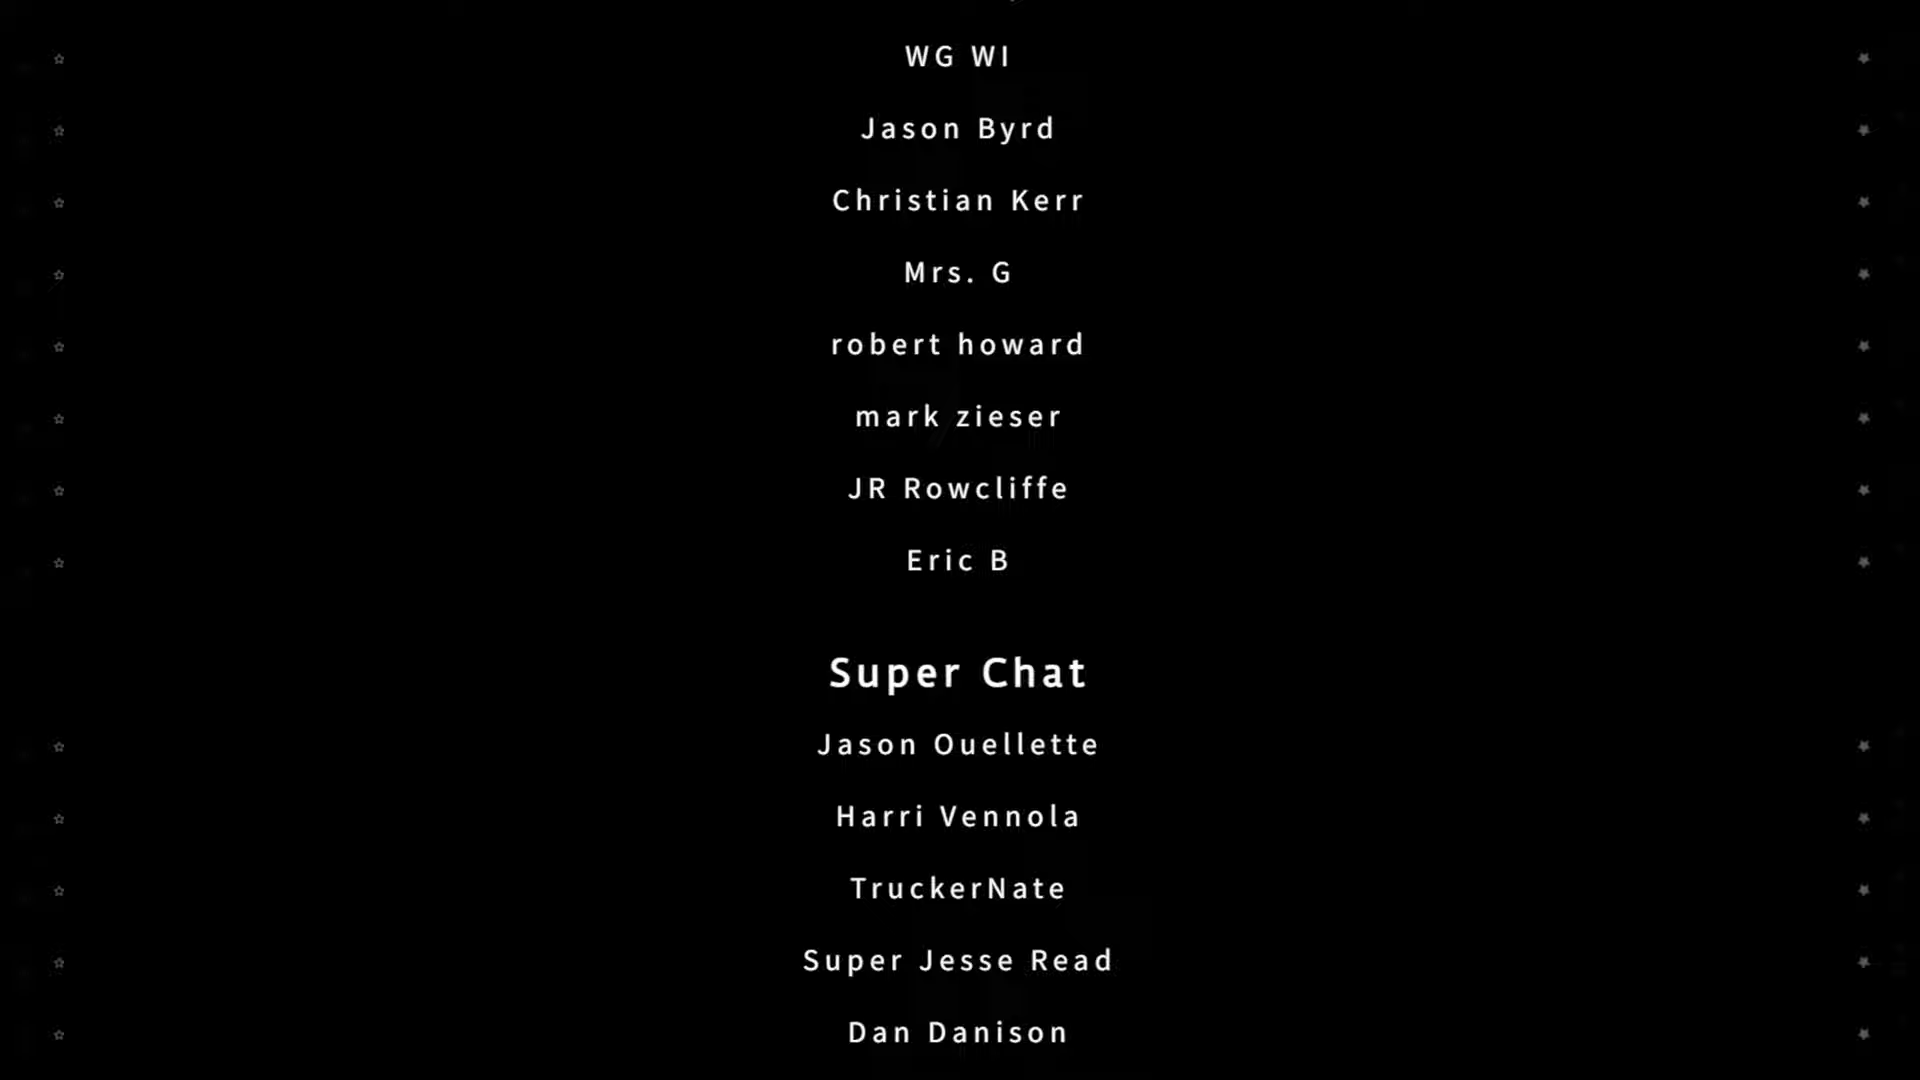 WG WI
Jason Byrd
Christian Kerr
Mrs. G
robert howard
mark zieser
JR Rowcliffe
Eric B
Super Chat
Jason Ouellette
Harri Vennola
TruckerNate
Super Jesse Read
Dan Danison